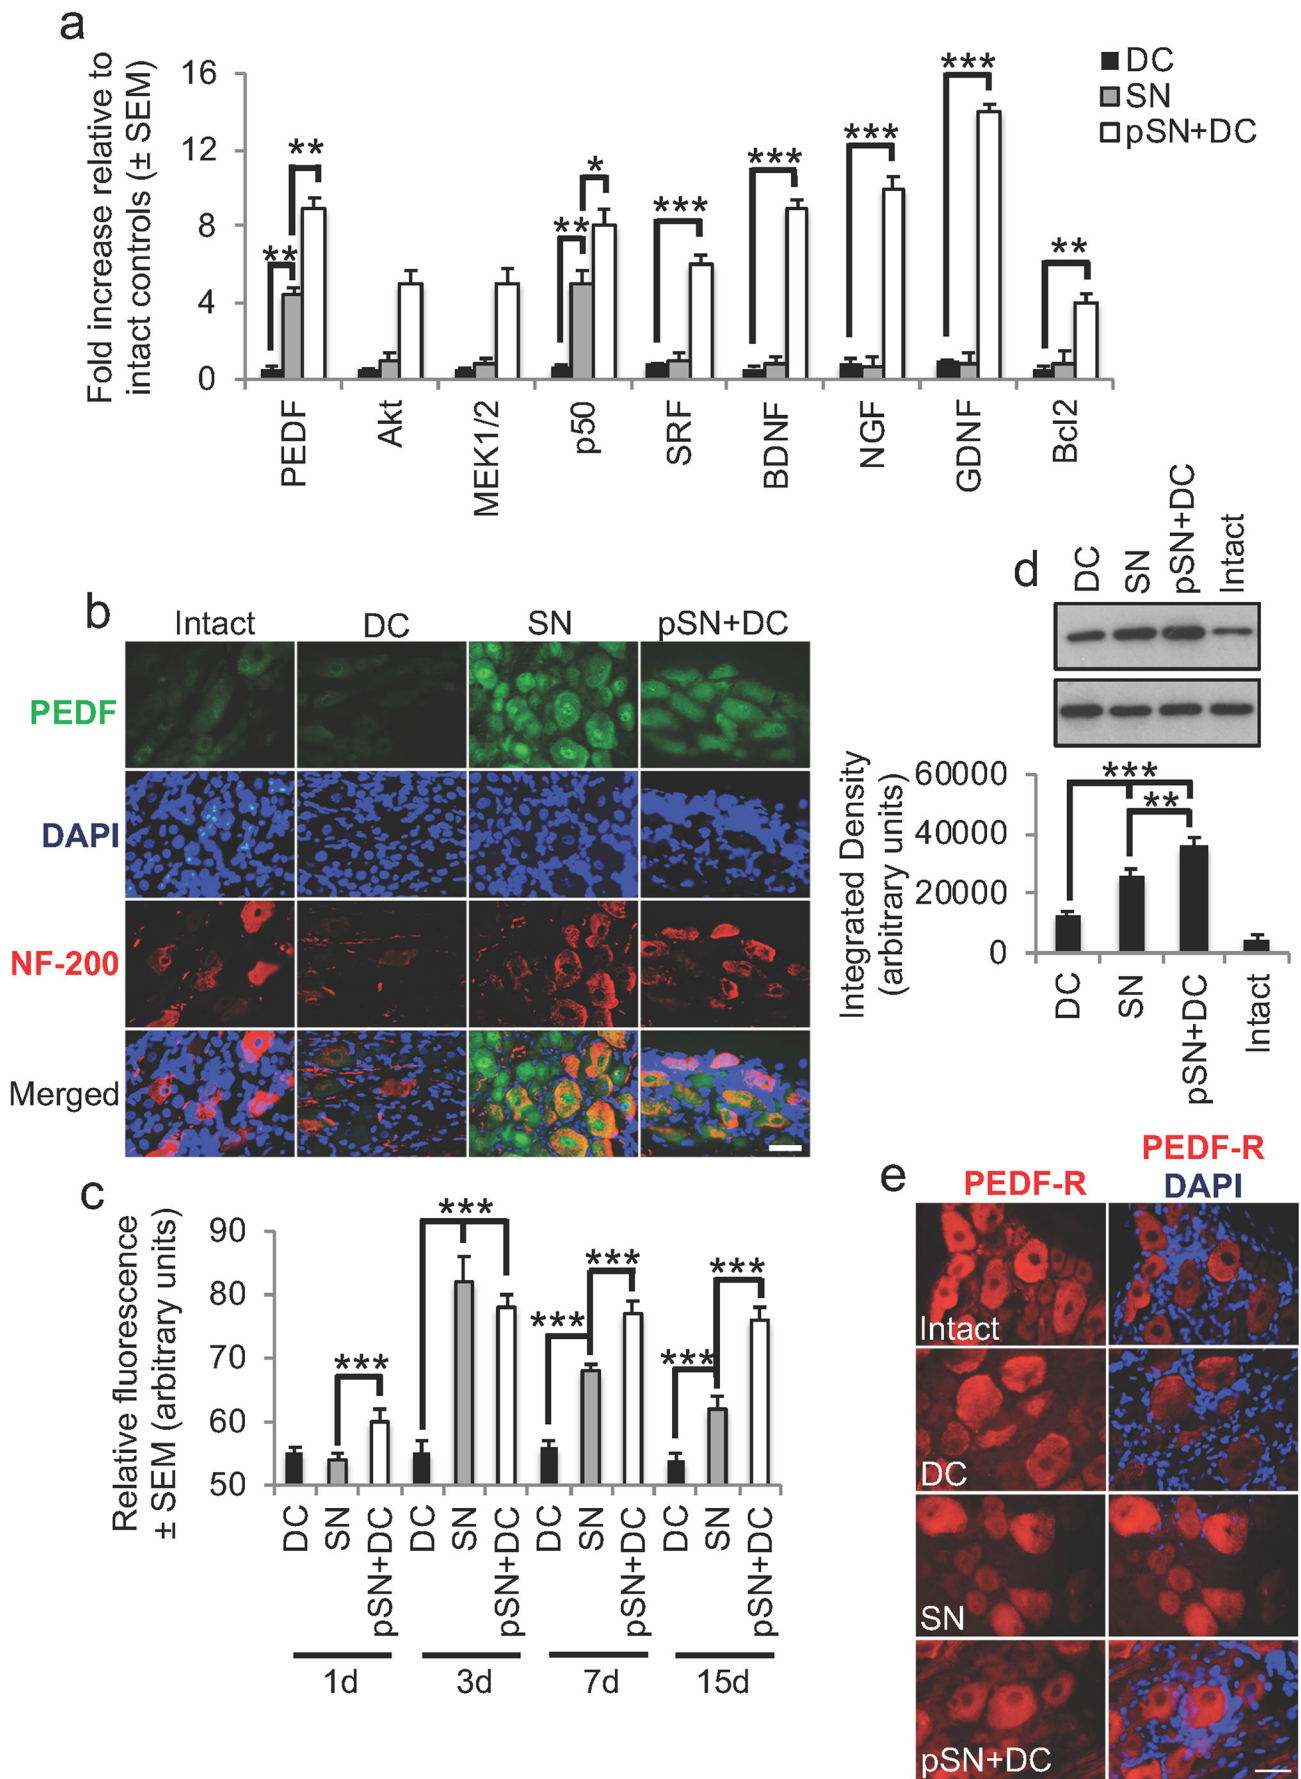 a
Fold increase relative to
intact controls (± SEM)
16
12
8
4
0
** ** ** * *** *** *** *** **
DC
SN
pSN+DC
PEDF Akt MEK1/2 p50 SRF BDNF NGF GDNF Bcl2
b
Intact DC SN pSN+DC
PEDF
DAPI
NF-200
Merged
d
DC SN pSN+DC Intact
Integrated Density
(arbitrary units)
60000
40000
20000
0
***
**
DC SN pSN+DC Intact
c
Relative fluorescence
± SEM (arbitrary units)
90
80
70
60
50
*** *** *** *** *** ***
DC SN pSN+DC DC SN pSN+DC DC SN pSN+DC DC SN pSN+DC
1d 3d 7d 15d
e
PEDF-R
PEDF-R
DAPI
Intact
DC
SN
pSN+DC